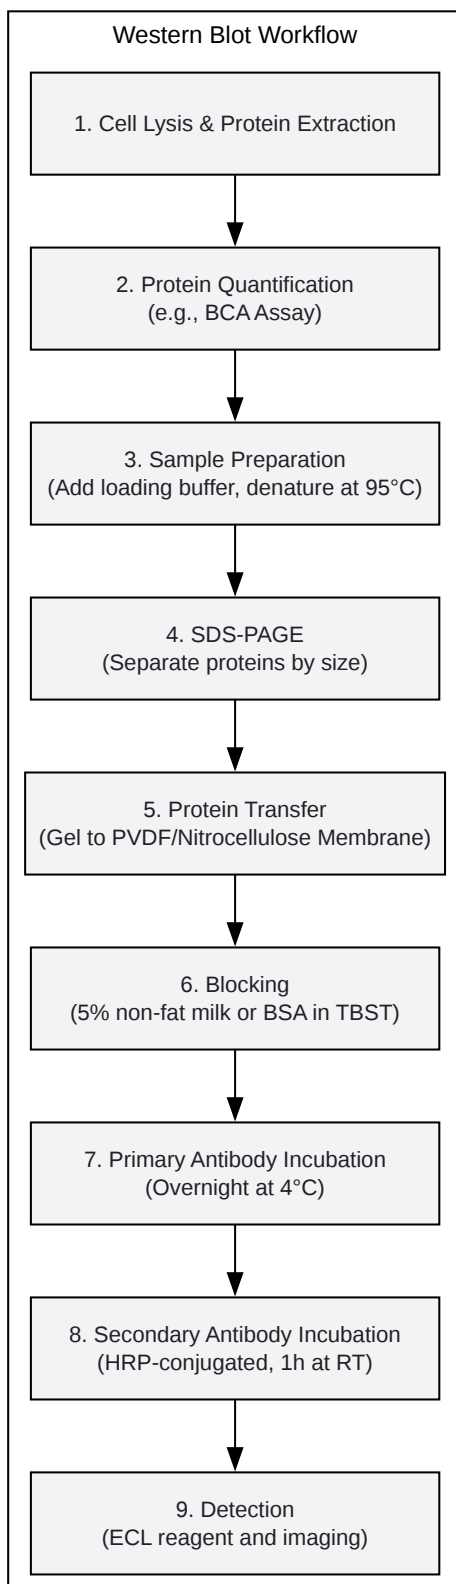 Western Blot Workflow
1. Cell Lysis & Protein Extraction
2. Protein Quantification
(e.g., BCA Assay)
3. Sample Preparation
(Add loading buffer, denature at 95°C)
4. SDS-PAGE
(Separate proteins by size)
5. Protein Transfer
(Gel to PVDF/Nitrocellulose Membrane)
6. Blocking
(5% non-fat milk or BSA in TBST)
7. Primary Antibody Incubation
(Overnight at 4°C)
8. Secondary Antibody Incubation
(HRP-conjugated, 1h at RT)
9. Detection
(ECL reagent and imaging)